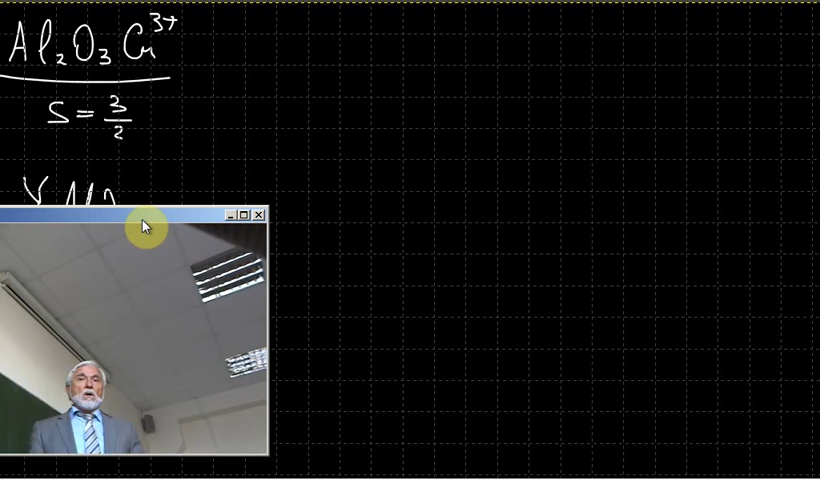 Al₂O₃ Cr³⁺
S = 3/2